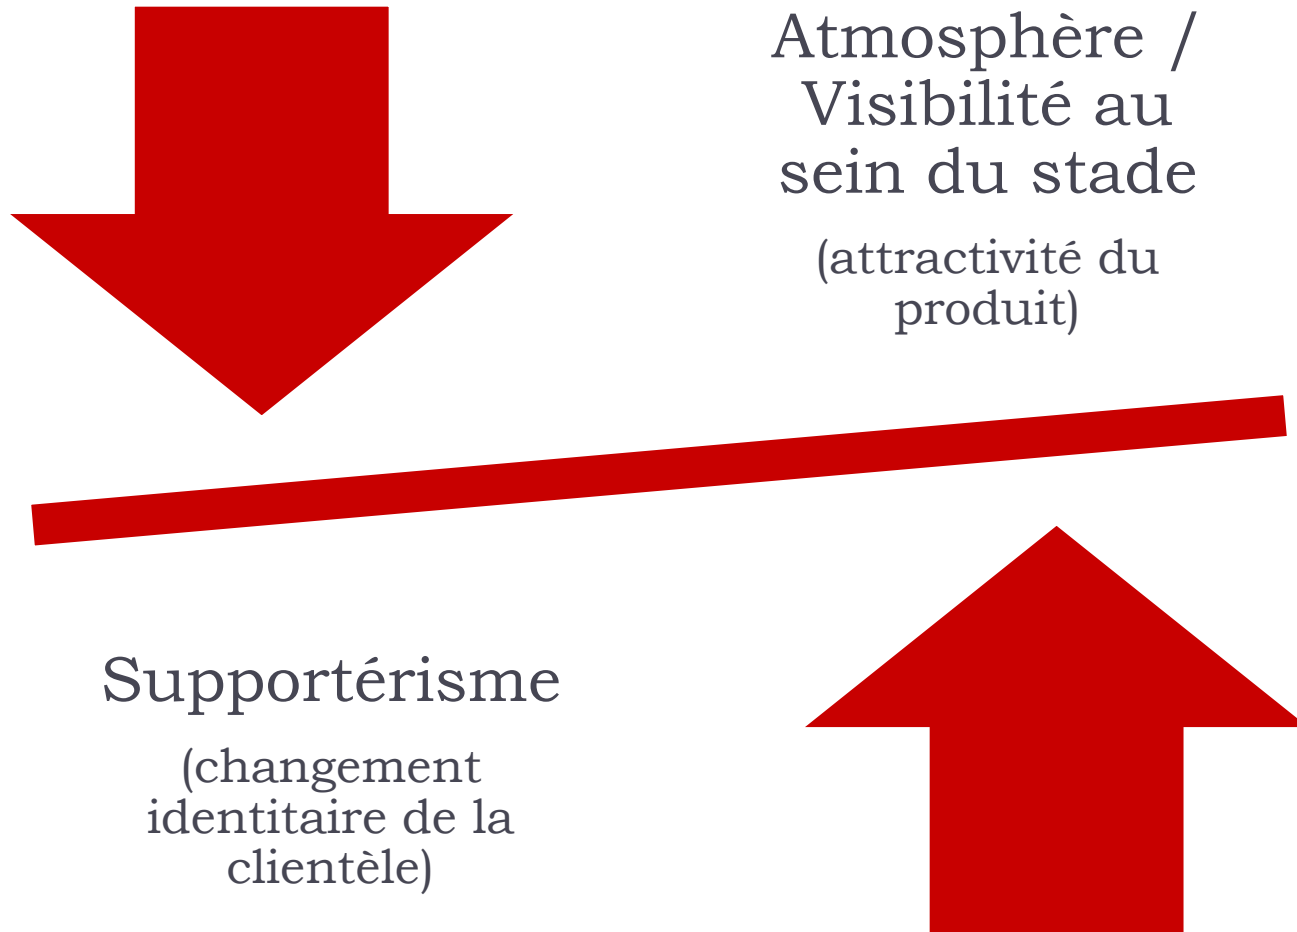 Atmosphère /
Visibilité au
sein du stade
(attractivité du
produit)
Supportérisme
(changement
identitaire de la
clientèle)